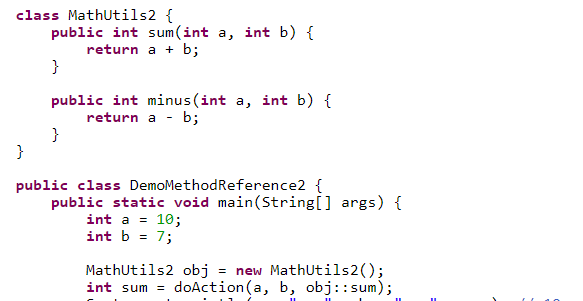 class MathUtils2 {
    public int sum(int a, int b) {
        return a + b;
    }

    public int minus(int a, int b) {
        return a - b;
    }
}

public class DemoMethodReference2 {
    public static void main(String[] args) {
        int a = 10;
        int b = 7;

        MathUtils2 obj = new MathUtils2();
        int sum = doAction(a, b, obj::sum);